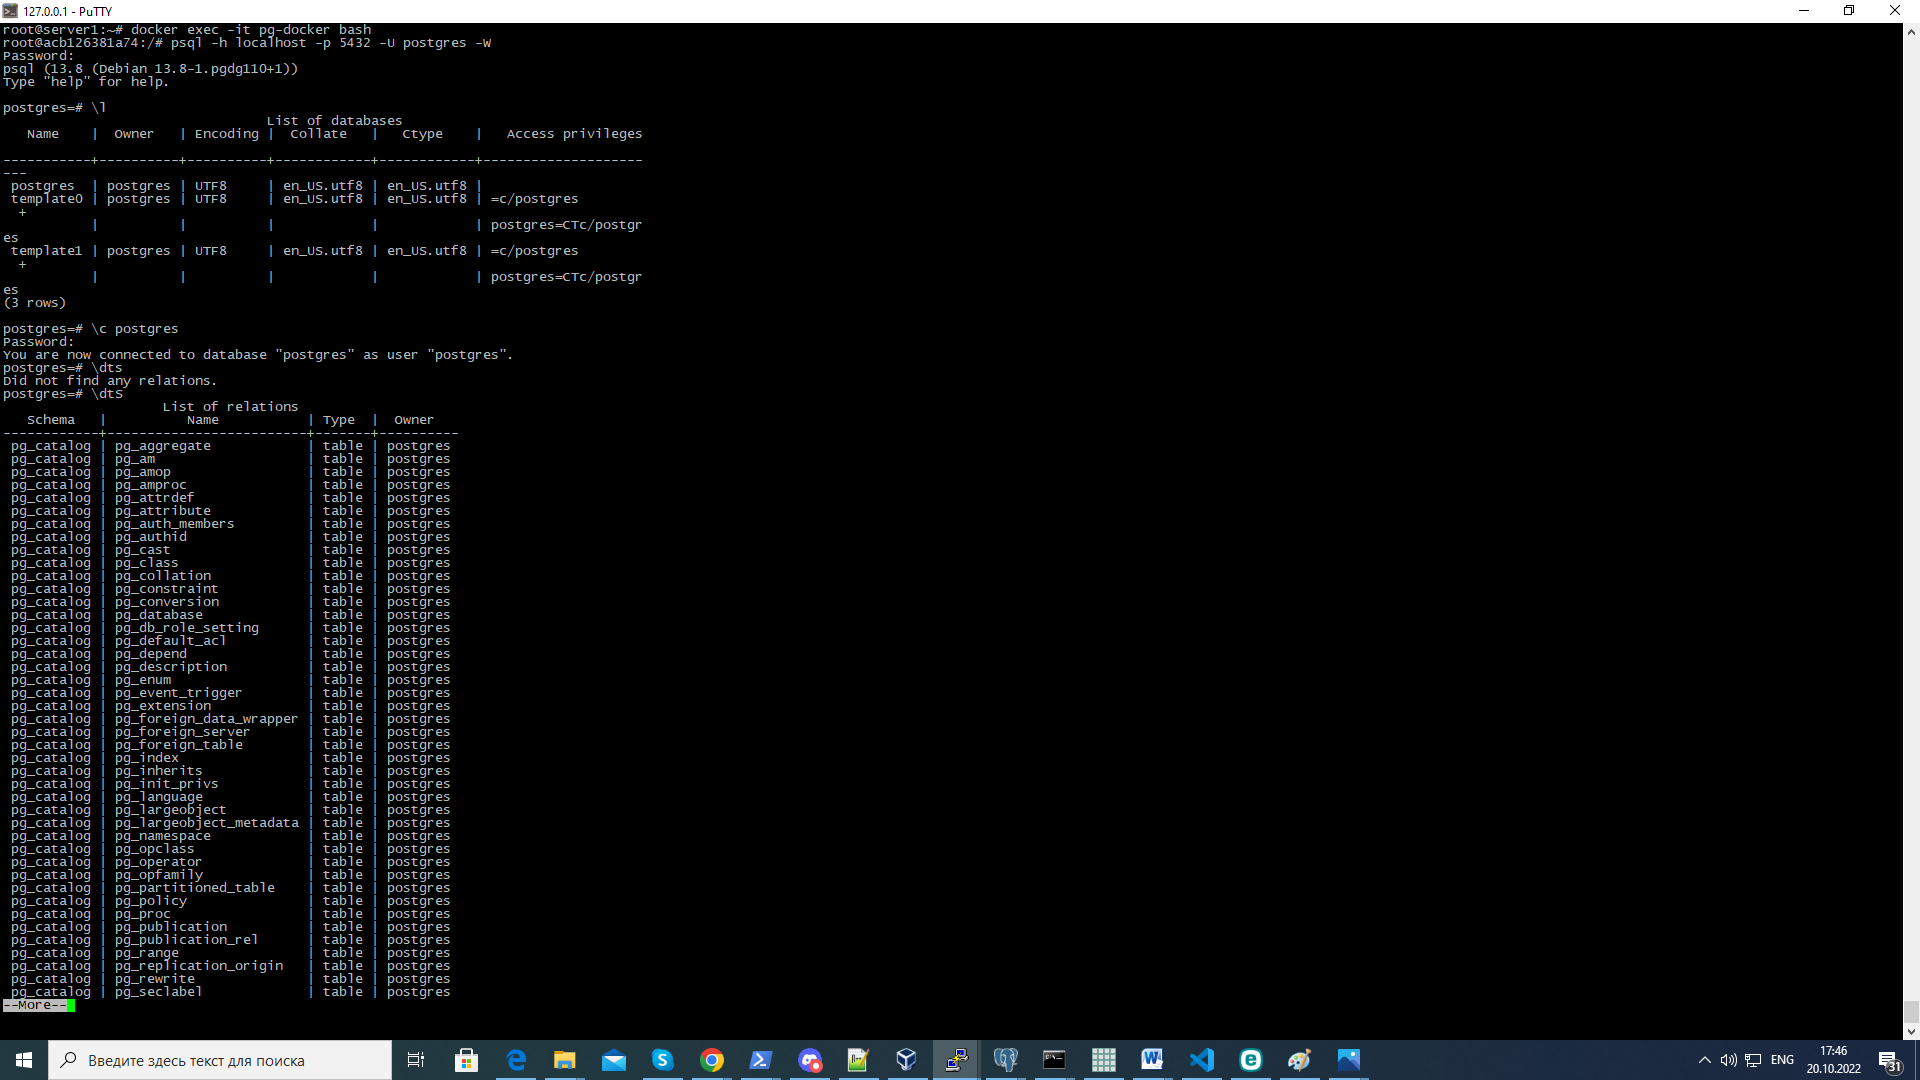 127.0.0.1 - PuTTY
root@server1:~# docker exec -it pg-docker bash
root@acb126381a74:/# psql -h localhost -p 5432 -U postgres -W
Password:
psql (13.8 (Debian 13.8-1.pgdg110+1))
Type "help" for help.
postgres=# \l
                                 List of databases
   Name    |  Owner   | Encoding |  Collate   |   Ctype    |   Access privileges
-----------+----------+----------+------------+------------+--------------------
---
 postgres  | postgres | UTF8     | en_US.utf8 | en_US.utf8 |
 template0 | postgres | UTF8     | en_US.utf8 | en_US.utf8 | =c/postgres
  +
           |          |          |            |            | postgres=CTc/postgr
es
 template1 | postgres | UTF8     | en_US.utf8 | en_US.utf8 | =c/postgres
  +
           |          |          |            |            | postgres=CTc/postgr
es
(3 rows)
postgres=# \c postgres
Password:
You are now connected to database "postgres" as user "postgres".
postgres=# \dts
Did not find any relations.
postgres=# \dtS
                    List of relations
   Schema   |          Name           | Type  |  Owner
------------+-------------------------+-------+----------
 pg_catalog | pg_aggregate            | table | postgres
 pg_catalog | pg_am                   | table | postgres
 pg_catalog | pg_amop                 | table | postgres
 pg_catalog | pg_amproc               | table | postgres
 pg_catalog | pg_attrdef              | table | postgres
 pg_catalog | pg_attribute            | table | postgres
 pg_catalog | pg_auth_members         | table | postgres
 pg_catalog | pg_authid               | table | postgres
 pg_catalog | pg_cast                 | table | postgres
 pg_catalog | pg_class                | table | postgres
 pg_catalog | pg_collation            | table | postgres
 pg_catalog | pg_constraint           | table | postgres
 pg_catalog | pg_conversion           | table | postgres
 pg_catalog | pg_database             | table | postgres
 pg_catalog | pg_db_role_setting      | table | postgres
 pg_catalog | pg_default_acl          | table | postgres
 pg_catalog | pg_depend               | table | postgres
 pg_catalog | pg_description          | table | postgres
 pg_catalog | pg_enum                 | table | postgres
 pg_catalog | pg_event_trigger        | table | postgres
 pg_catalog | pg_extension            | table | postgres
 pg_catalog | pg_foreign_data_wrapper | table | postgres
 pg_catalog | pg_foreign_server       | table | postgres
 pg_catalog | pg_foreign_table        | table | postgres
 pg_catalog | pg_index                | table | postgres
 pg_catalog | pg_inherits             | table | postgres
 pg_catalog | pg_init_privs           | table | postgres
 pg_catalog | pg_language             | table | postgres
 pg_catalog | pg_largeobject          | table | postgres
 pg_catalog | pg_largeobject_metadata | table | postgres
 pg_catalog | pg_namespace            | table | postgres
 pg_catalog | pg_opclass              | table | postgres
 pg_catalog | pg_operator             | table | postgres
 pg_catalog | pg_opfamily             | table | postgres
 pg_catalog | pg_partitioned_table    | table | postgres
 pg_catalog | pg_policy               | table | postgres
 pg_catalog | pg_proc                 | table | postgres
 pg_catalog | pg_publication          | table | postgres
 pg_catalog | pg_publication_rel      | table | postgres
 pg_catalog | pg_range                | table | postgres
 pg_catalog | pg_replication_origin   | table | postgres
 pg_catalog | pg_rewrite              | table | postgres
 pg_catalog | pg_seclabel             | table | postgres
--More--
Введите здесь текст для поиска
ENG
17:46
20.10.2022
31